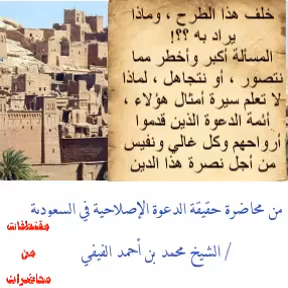 خلف هذا الطرح ، وماذا
يراد به ؟؟!
المسألة أكبر وأخطر مما
نتصور ، أو نتجاهل ، لماذا
لا تعلم سيرة أمثال هؤلاء ،
أئمة الدعوة الذين قدموا
أرواحهم وكل غالي ونفيس
من أجل نصرة هذا الدين
من محاضرة حقيقة الدعوة الإصلاحية في السعودية
/ الشيخ محمد بن أحمد الفيفي
مقتطفات
من
محاضرات